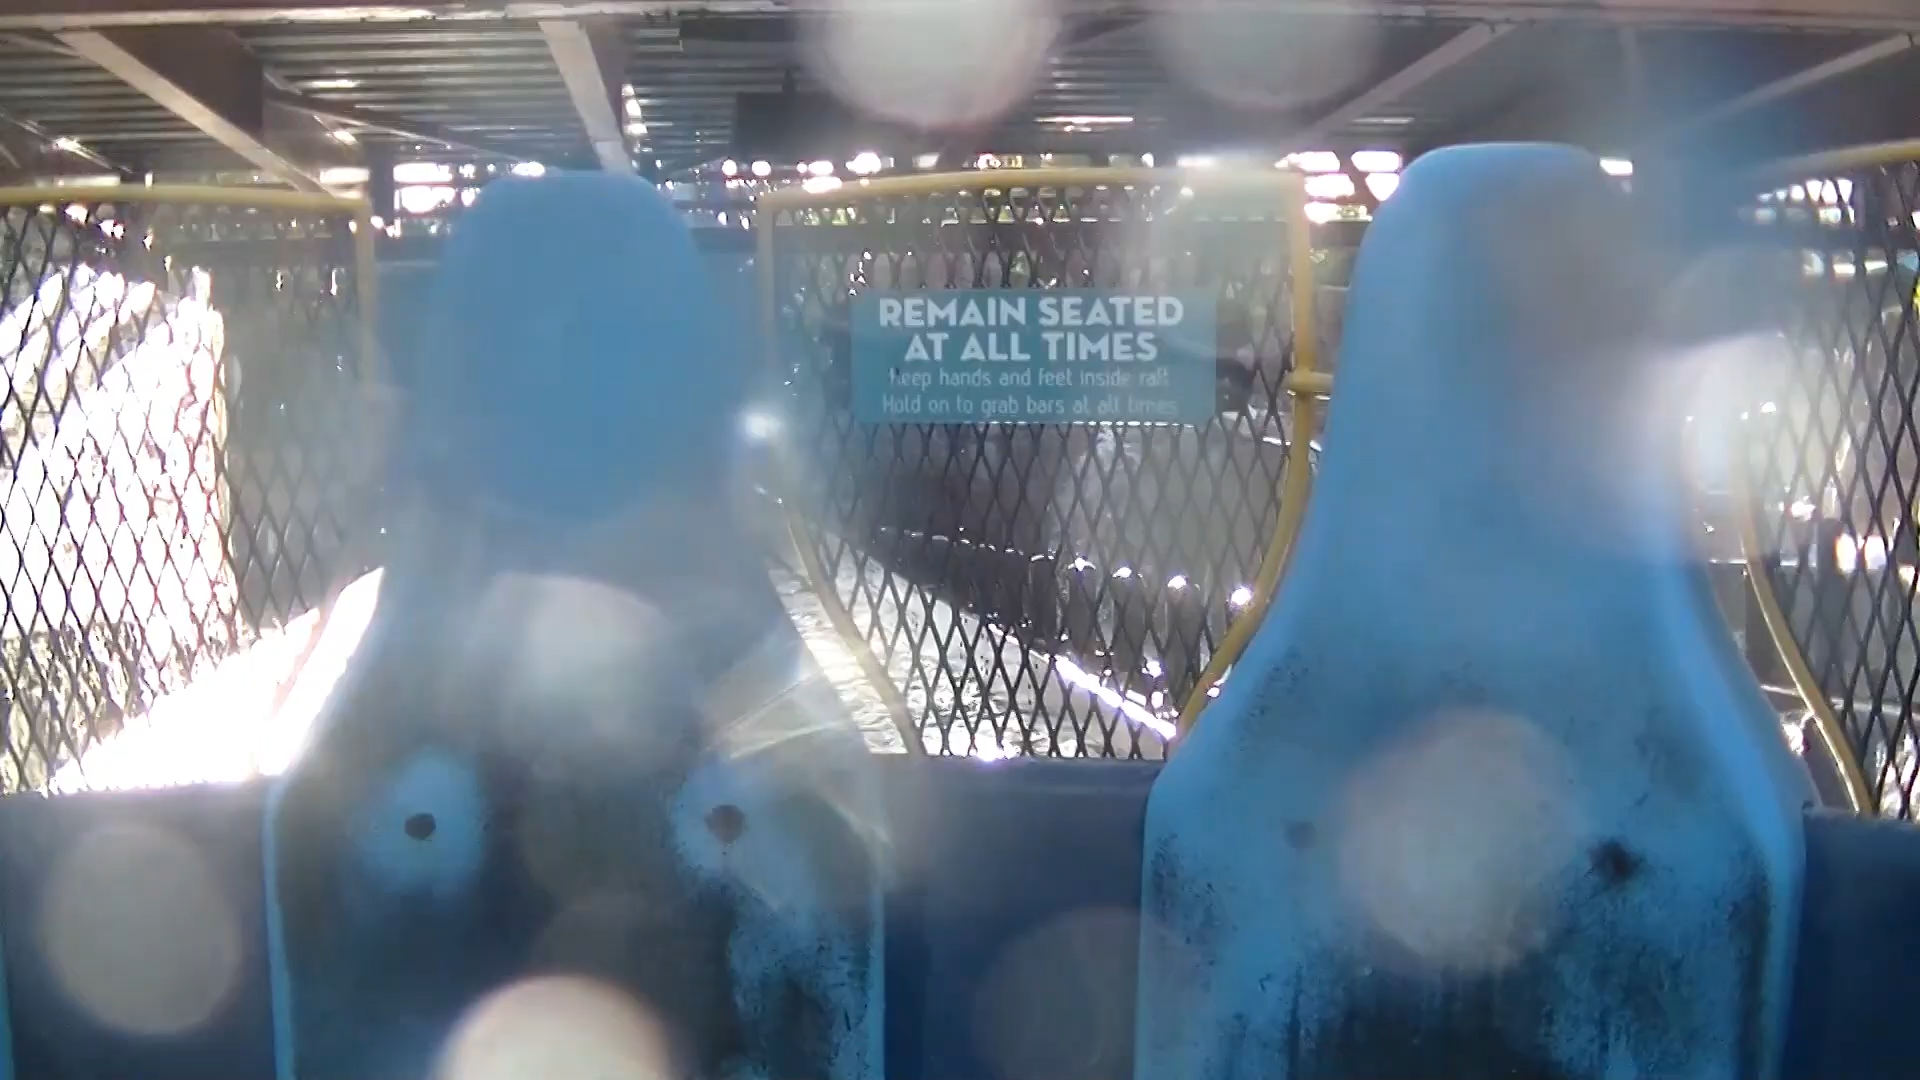 REMAIN SEATED
AT ALL TIMES
Keep hands and feet inside raft
Hold on to grab bars at all times